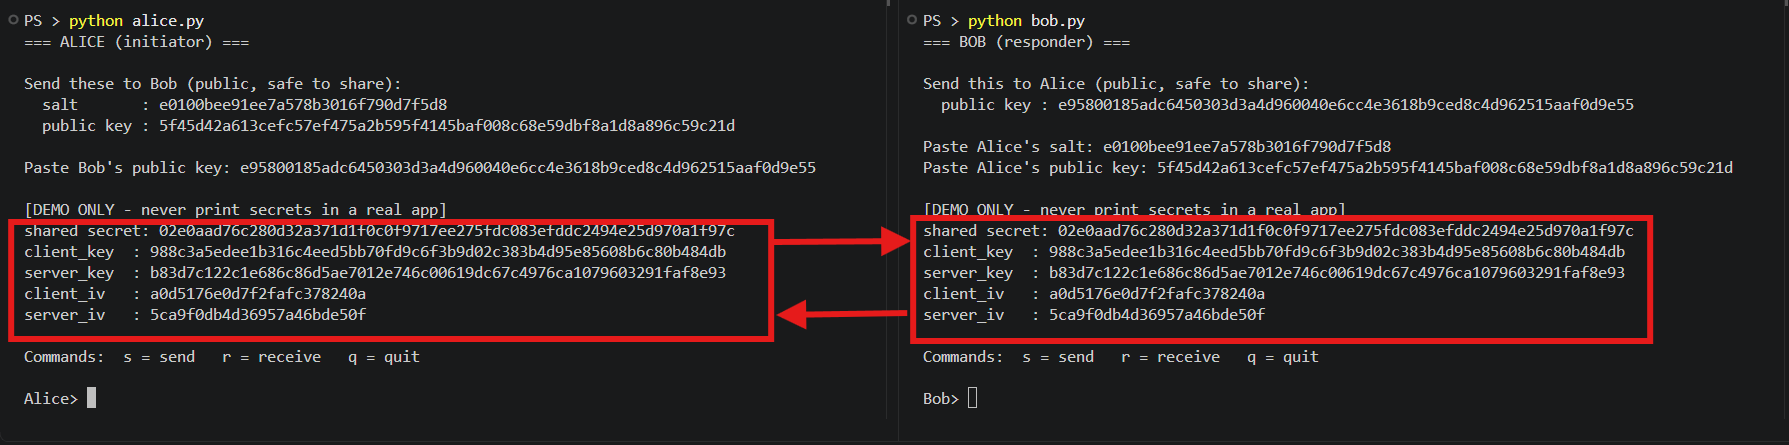 PS > python alice.py
=== ALICE (initiator) ===
Send these to Bob (public, safe to share):
salt       : e0100bee91ee7a578b3016f790d7f5d8
public key : 5f45d42a613cefc57ef475a2b595f4145baf008c68e59dbf8a1d8a896c59c21d
Paste Bob's public key: e95800185adc6450303d3a4d960040e6cc4e3618b9ced8c4d962515aaf0d9e55
[DEMO ONLY - never print secrets in a real app]
shared secret: 02e0aad76c280d32a371d1f0c0f9717ee275fdc083efddc2494e25d970a1f97c
client_key  : 988c3a5edee1b316c4eed5bb70fd9c6f3b9d02c383b4d95e85608b6c80b484db
server_key  : b83d7c122c1e686c86d5ae7012e746c00619dc67c4976ca1079603291faf8e93
client_iv   : a0d5176e0d7f2fafc378240a
server_iv   : 5ca9f0db4d36957a46bde50f
Commands:  s = send   r = receive   q = quit
Alice>
PS > python bob.py
=== BOB (responder) ===
Send this to Alice (public, safe to share):
public key : e95800185adc6450303d3a4d960040e6cc4e3618b9ced8c4d962515aaf0d9e55
Paste Alice's salt: e0100bee91ee7a578b3016f790d7f5d8
Paste Alice's public key: 5f45d42a613cefc57ef475a2b595f4145baf008c68e59dbf8a1d8a896c59c21d
[DEMO ONLY - never print secrets in a real app]
shared secret: 02e0aad76c280d32a371d1f0c0f9717ee275fdc083efddc2494e25d970a1f97c
client_key  : 988c3a5edee1b316c4eed5bb70fd9c6f3b9d02c383b4d95e85608b6c80b484db
server_key  : b83d7c122c1e686c86d5ae7012e746c00619dc67c4976ca1079603291faf8e93
client_iv   : a0d5176e0d7f2fafc378240a
server_iv   : 5ca9f0db4d36957a46bde50f
Commands:  s = send   r = receive   q = quit
Bob>